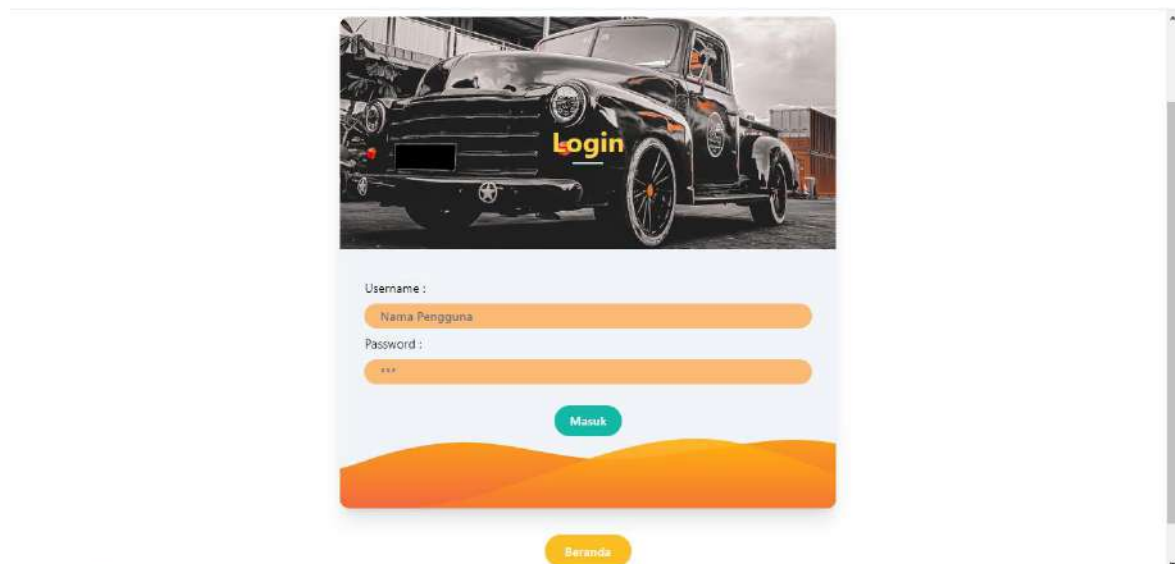 Login
Username :
Nama Pengguna
Password :
***
Masuk
Beranda